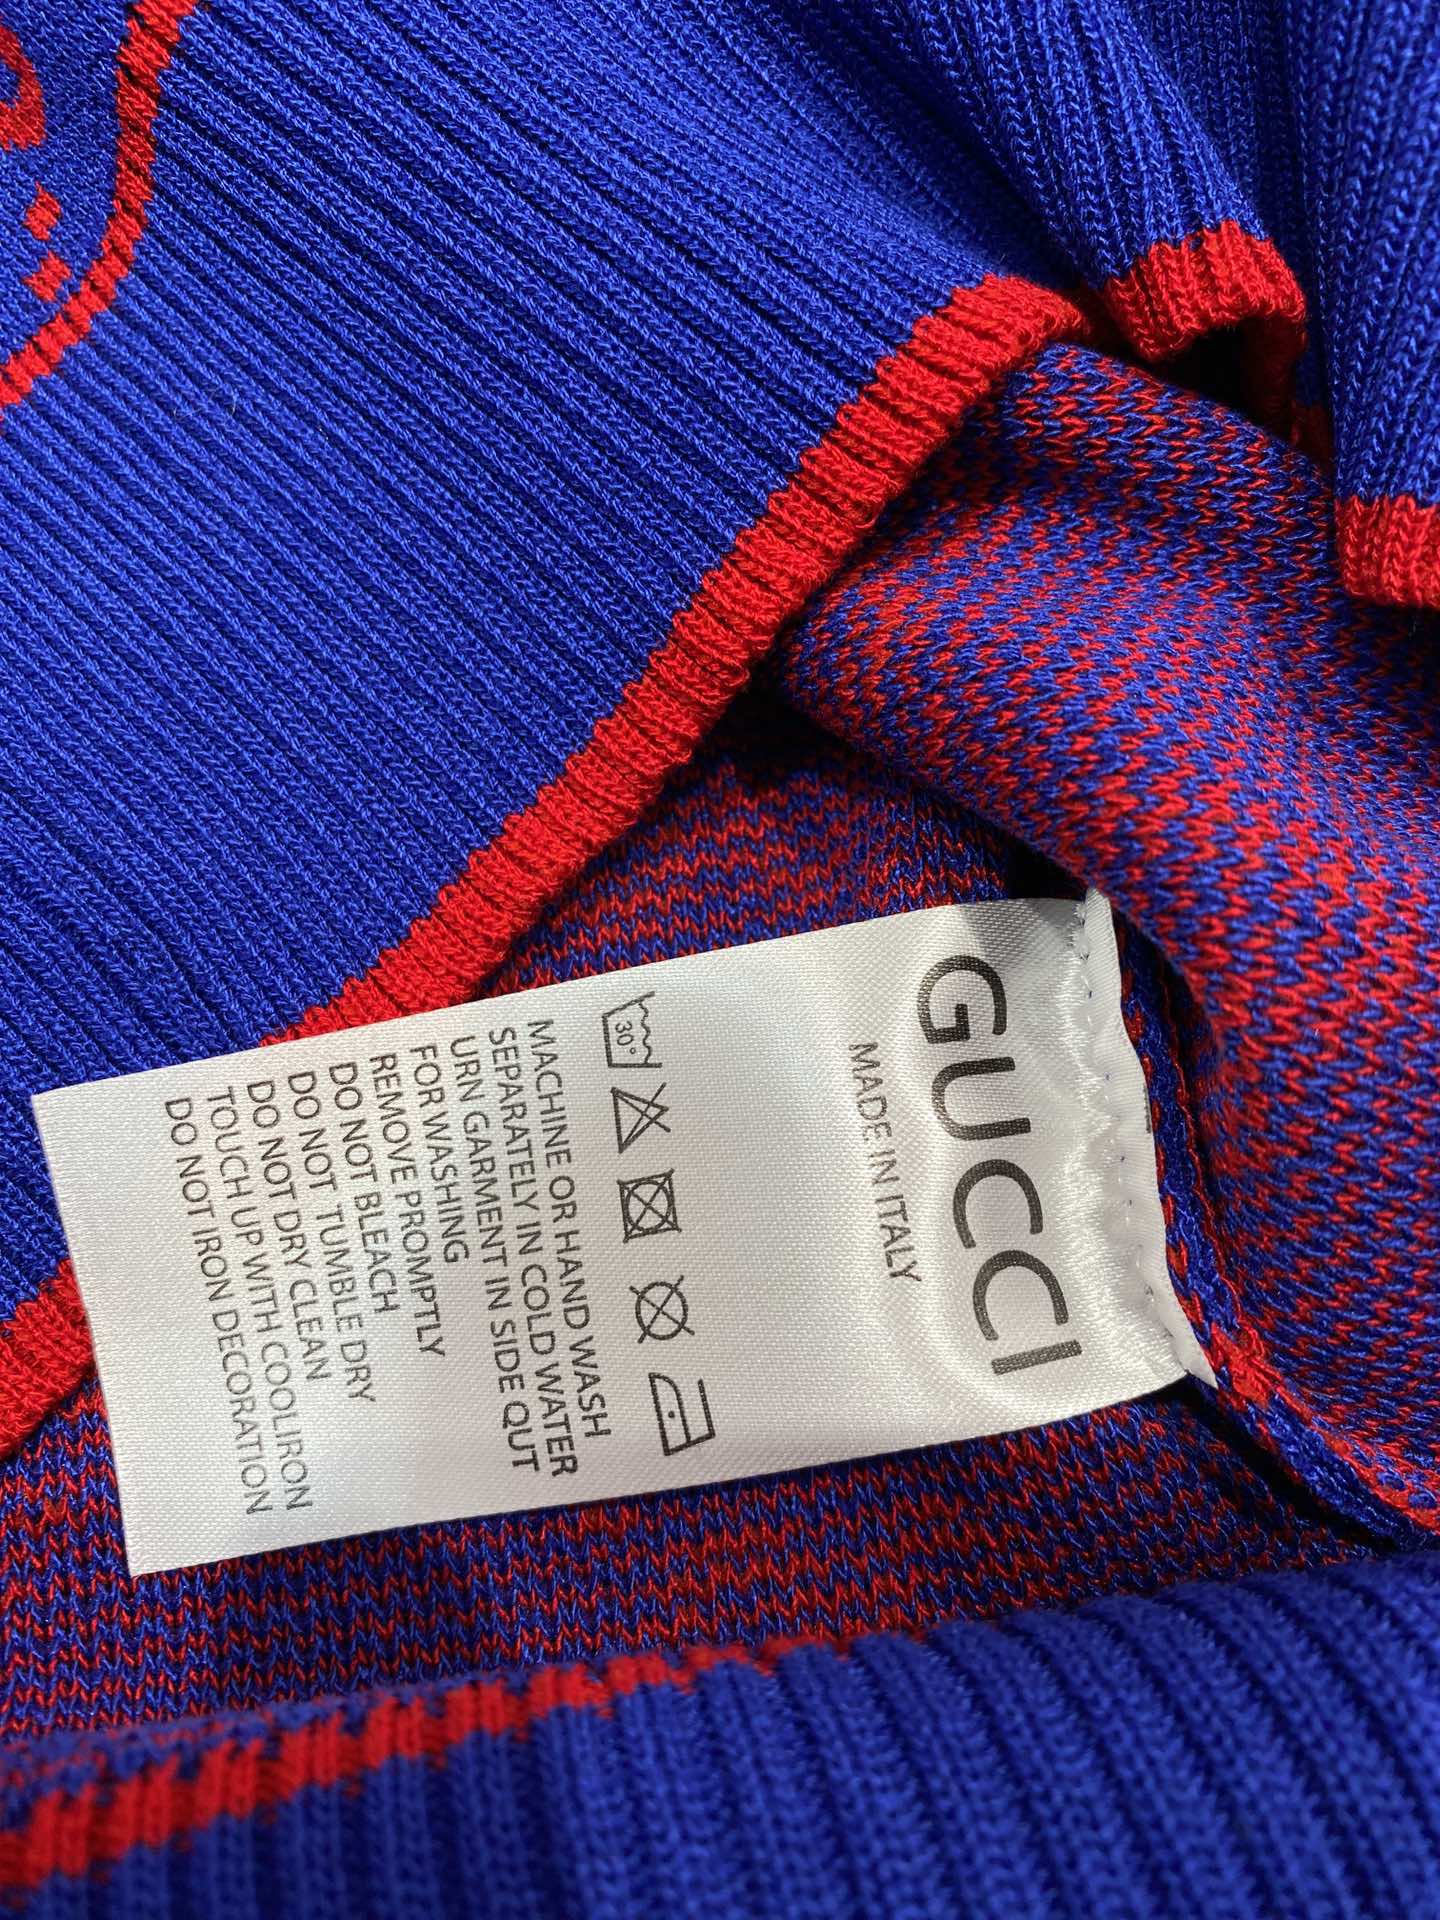 GUCCI
MADE IN ITALY
30°
MACHINE OR HAND WASH
SEPARATELY IN COLD WATER
URN GARMENT IN SIDE QUT
FOR WASHING
REMOVE PROMPTLY
DO NOT BLEACH
DO NOT TUMBLE DRY
DO NOT DRY CLEAN
TOUCH UP WITH COOLIRON
DO NOT IRON DECORATION